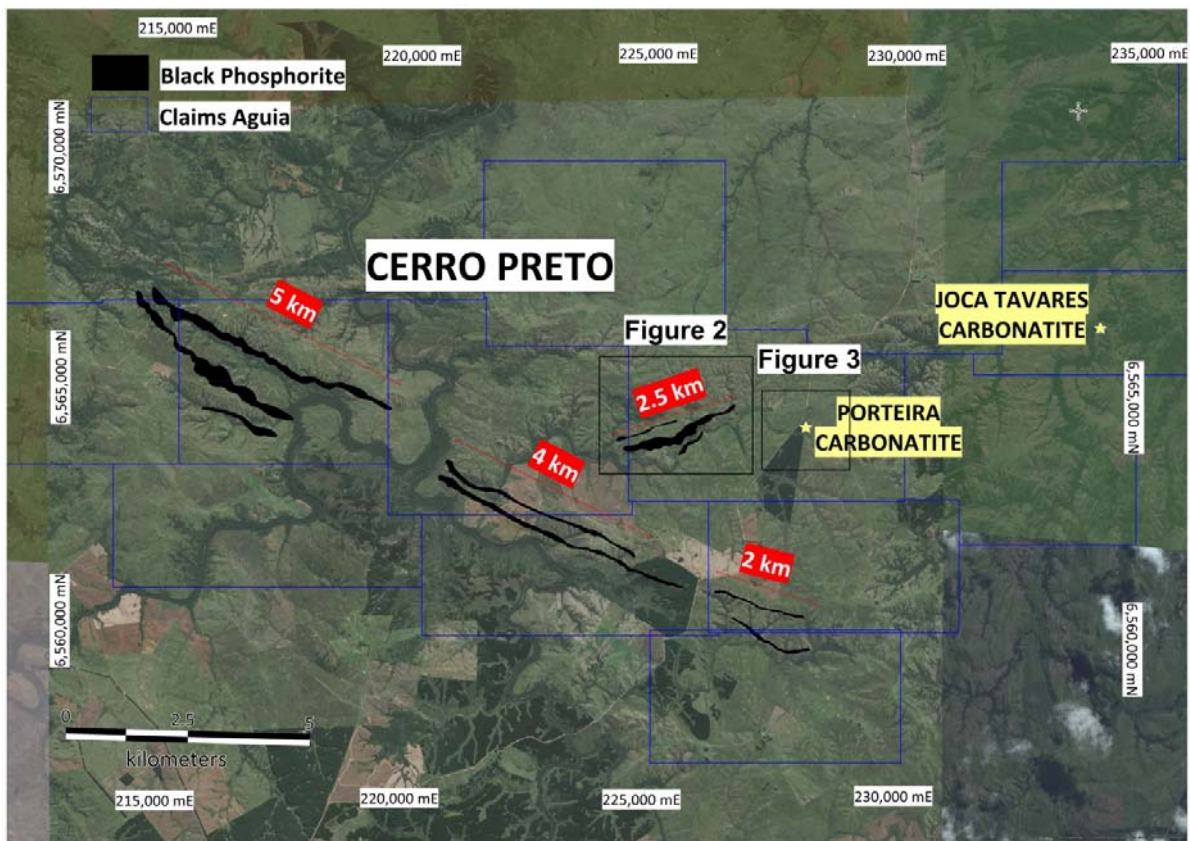 215,000 mE
220,000 mE
225,000 mE
230,000 mE
235,000 mE
Black Phosphorite
Claims Aguia
6,570,000 mN
CERRO PRETO
5 km
JOCA TAVARES
CARBONATITE
Figure 2
Figure 3
2.5 km
6,565,000 mN
6,565,000 mN
PORTEIRA
CARBONATITE
4 km
2 km
6,560,000 mN
6,560,000 mN
0
2.5
5
kilometers
215,000 mE
220,000 mE
225,000 mE
230,000 mE